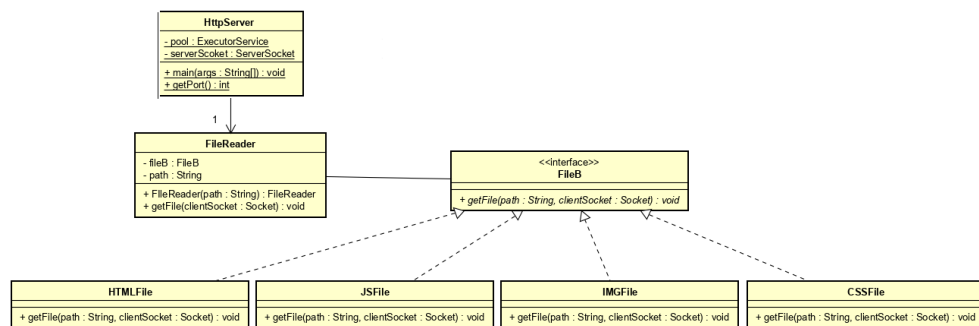 HttpServer
- pool : ExecutorService
- serverScoket : ServerSocket
+ main(args : String[]) : void
+ getPort() : int
1
FileReader
- fileB : FileB
- path : String
+ FIleReader(path : String) : FileReader
+ getFile(clientSocket : Socket) : void
<<interface>>
FileB
+ getFile(path : String, clientSocket : Socket) : void
HTMLFile
+ getFile(path : String, clientSocket : Socket) : void
JSFile
+ getFile(path : String, clientSocket : Socket) : void
IMGFile
+ getFile(path : String, clientSocket : Socket) : void
CSSFile
+ getFile(path : String, clientSocket : Socket) : void